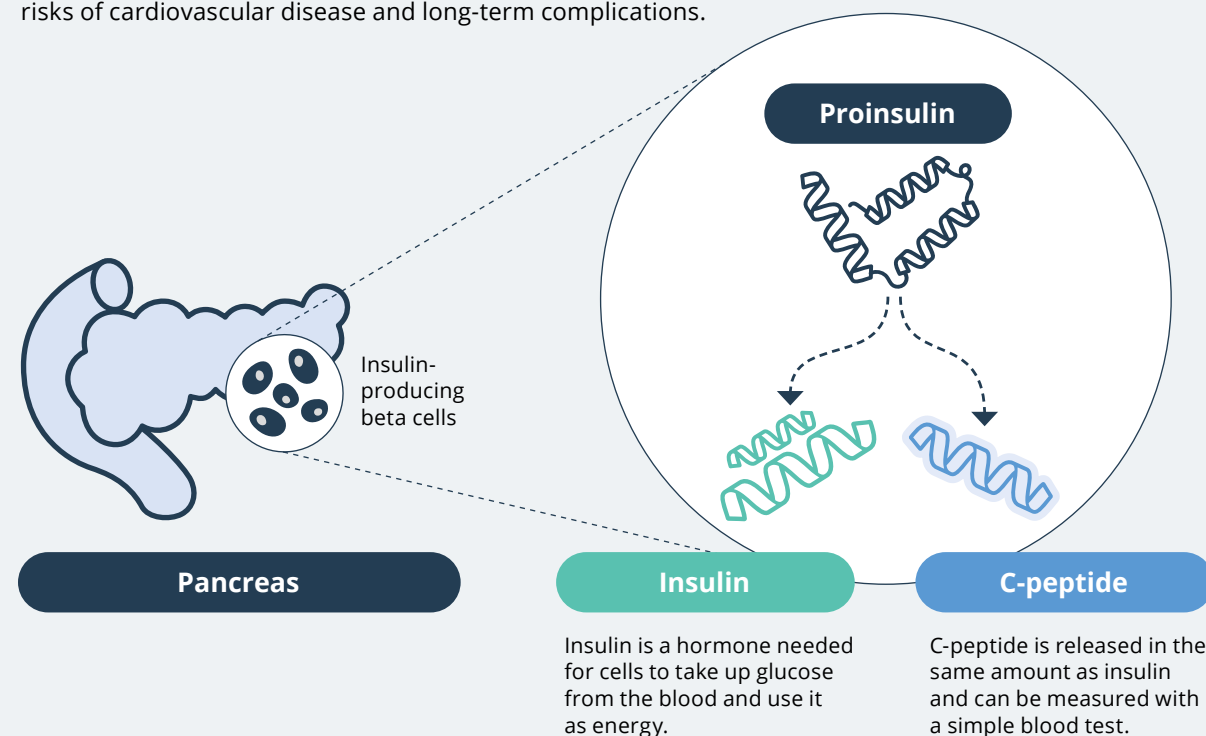 risks of cardiovascular disease and long-term complications.
Proinsulin
Insulin-
producing
beta cells
Pancreas
Insulin
C-peptide
Insulin is a hormone needed
for cells to take up glucose
from the blood and use it
as energy.
C-peptide is released in the
same amount as insulin
and can be measured with
a simple blood test.